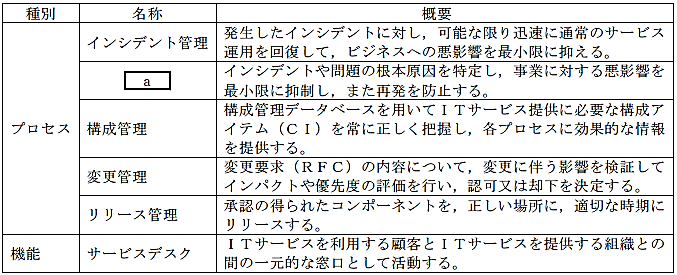 種別 名称 概要
プロセス
インシデント管理
発生したインシデントに対し，可能な限り迅速に通常のサービス
運用を回復して，ビジネスへの悪影響を最小限に抑える。
a
インシデントや問題の根本原因を特定し，事業に対する悪影響を
最小限に抑制し，また再発を防止する。
構成管理
構成管理データベースを用いてＩＴサービス提供に必要な構成ア
イテム（ＣＩ）を常に正しく把握し，各プロセスに効果的な情報
を提供する。
変更管理
変更要求（ＲＦＣ）の内容について，変更に伴う影響を検証して
インパクトや優先度の評価を行い，認可又は却下を決定する。
リリース管理
承認の得られたコンポーネントを，正しい場所に，適切な時期に
リリースする。
機能
サービスデスク
ＩＴサービスを利用する顧客とＩＴサービスを提供する組織との
間の一元的な窓口として活動する。